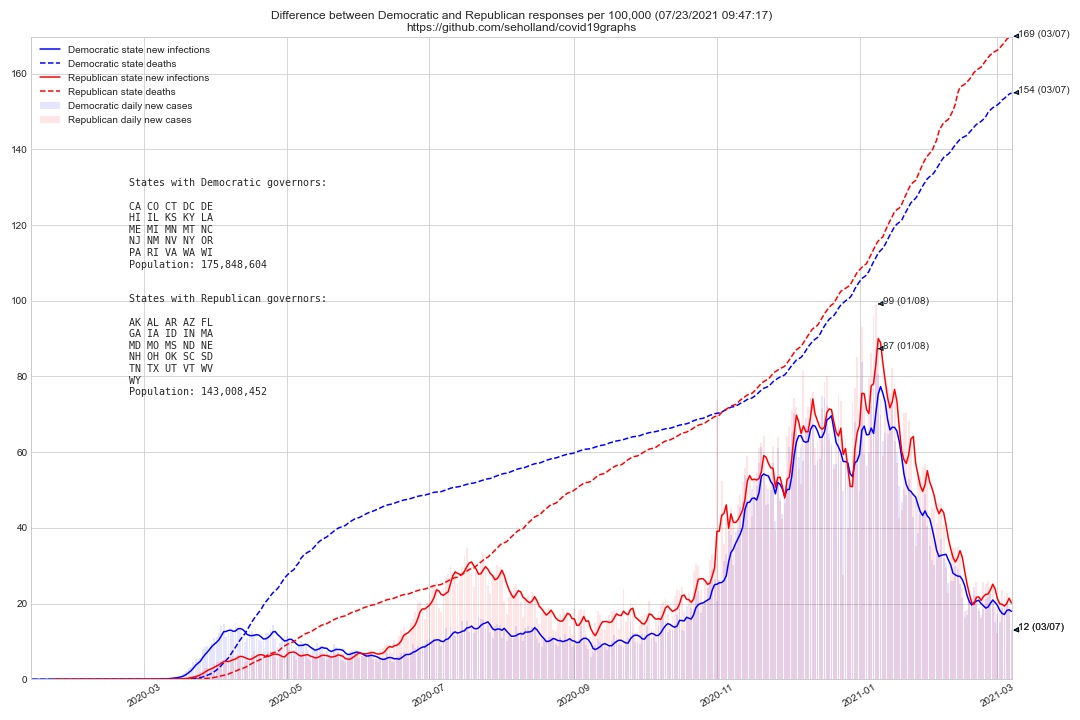 Difference between Democratic and Republican responses per 100,000 (07/23/2021 09:47:17)
https://github.com/seholland/covid19graphs
Democratic state new infections
Democratic state deaths
Republican state new infections
Republican state deaths
Democratic daily new cases
Republican daily new cases
169 (03/07)
154 (03/07)
99 (01/08)
87 (01/08)
12 (03/07)
States with Democratic governors:
CA CO CT DC DE
HI IL KS KY LA
ME MI MN MT NC
NJ NM NV NY OR
PA RI VA WA WI
Population: 175,848,604
States with Republican governors:
AK AL AR AZ FL
GA IA ID IN MA
MD MO MS ND NE
NH OH OK SC SD
TN TX UT VT WV
WY
Population: 143,008,452
160
140
120
100
80
60
40
20
0
2020-03
2020-05
2020-07
2020-09
2020-11
2021-01
2021-03